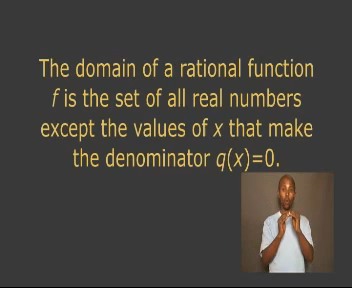 The domain of a rational function
f is the set of all real numbers
except the values of x that make
the denominator q(x)=0.